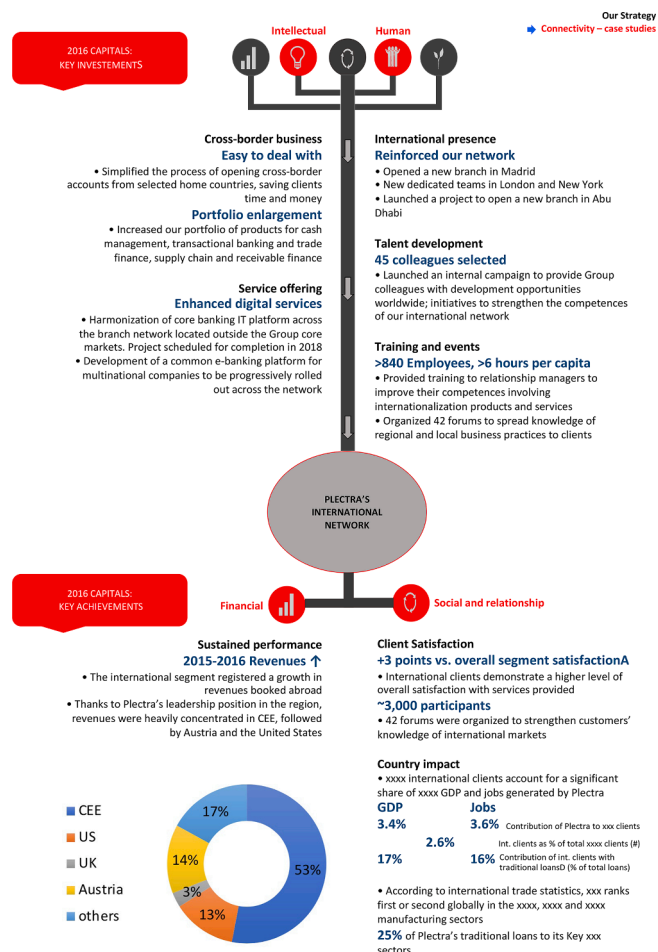 Our Strategy
Connectivity – case studies
2016 CAPITALS:
KEY INVESTEMENTS
Intellectual
Human
Cross-border business
Easy to deal with
• Simplified the process of opening cross-border
accounts from selected home countries, saving clients
time and money
Portfolio enlargement
• Increased our portfolio of products for cash
management, transactional banking and trade
finance, supply chain and receivable finance
Service offering
Enhanced digital services
• Harmonization of core banking IT platform across
the branch network located outside the Group core
markets. Project scheduled for completion in 2018
• Development of a common e-banking platform for
multinational companies to be progressively rolled
out across the network
International presence
Reinforced our network
• Opened a new branch in Madrid
• New dedicated teams in London and New York
• Launched a project to open a new branch in Abu
Dhabi
Talent development
45 colleagues selected
• Launched an internal campaign to provide Group
colleagues with development opportunities
worldwide; initiatives to strengthen the competences
of our international network
Training and events
>840 Employees, >6 hours per capita
• Provided training to relationship managers to
improve their competences involving
internationalization products and services
• Organized 42 forums to spread knowledge of
regional and local business practices to clients
PLECTRA'S
INTERNATIONAL
NETWORK
2016 CAPITALS:
KEY ACHIEVEMENTS
Financial
Social and relationship
Sustained performance
2015-2016 Revenues ↑
• The international segment registered a growth in
revenues booked abroad
• Thanks to Plectra's leadership position in the region,
revenues were heavily concentrated in CEE, followed
by Austria and the United States
CEE
US
UK
Austria
others
17%
14%
3%
13%
53%
Client Satisfaction
+3 points vs. overall segment satisfactionA
• International clients demonstrate a higher level of
overall satisfaction with services provided
~3,000 participants
• 42 forums were organized to strengthen customers'
knowledge of international markets
Country impact
• xxxx international clients account for a significant
share of xxxx GDP and jobs generated by Plectra
GDP Jobs
3.4% 3.6% Contribution of Plectra to xxx clients
2.6% Int. clients as % of total xxxx clients (#)
17% 16% Contribution of int. clients with
traditional loansD (% of total loans)
• According to international trade statistics, xxx ranks
first or second globally in the xxxx, xxxx and xxxx
manufacturing sectors
25% of Plectra's traditional loans to its Key xxx
sectors